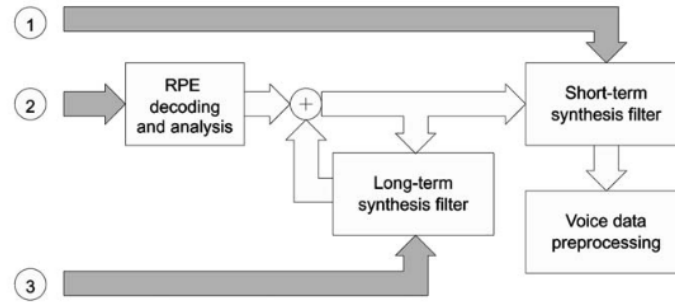 1
2
RPE
decoding
and analysis
+
Short-term
synthesis filter
Long-term
synthesis filter
Voice data
preprocessing
3